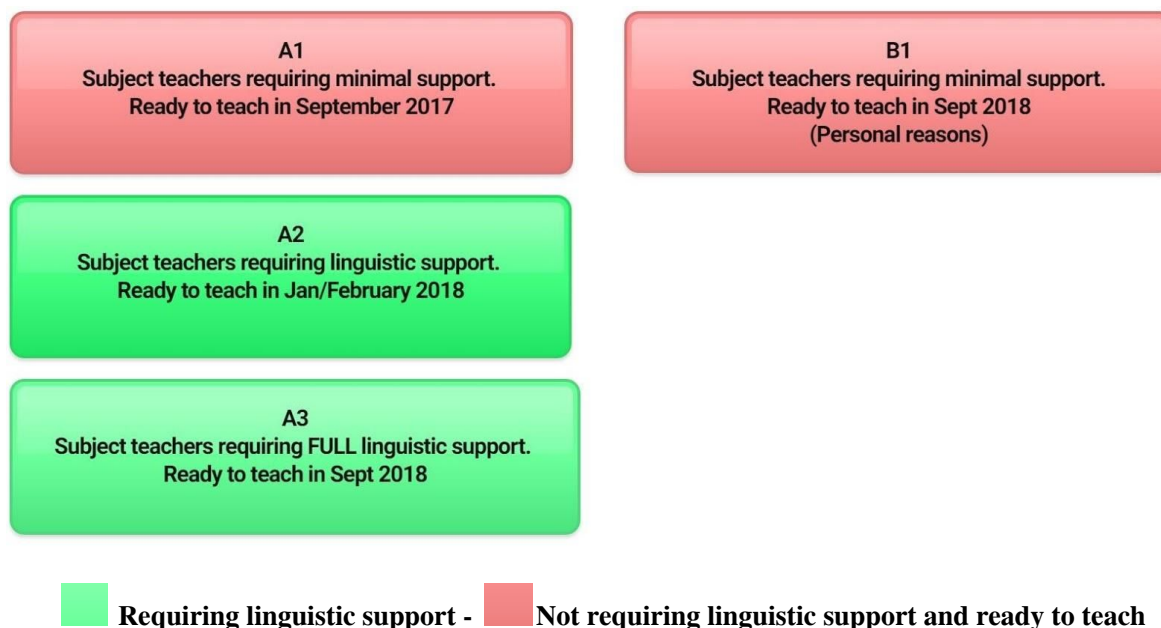 A1
Subject teachers requiring minimal support.
Ready to teach in September 2017
B1
Subject teachers requiring minimal support.
Ready to teach in Sept 2018
(Personal reasons)
A2
Subject teachers requiring linguistic support.
Ready to teach in Jan/February 2018
A3
Subject teachers requiring FULL linguistic support.
Ready to teach in Sept 2018
Requiring linguistic support - Not requiring linguistic support and ready to teach